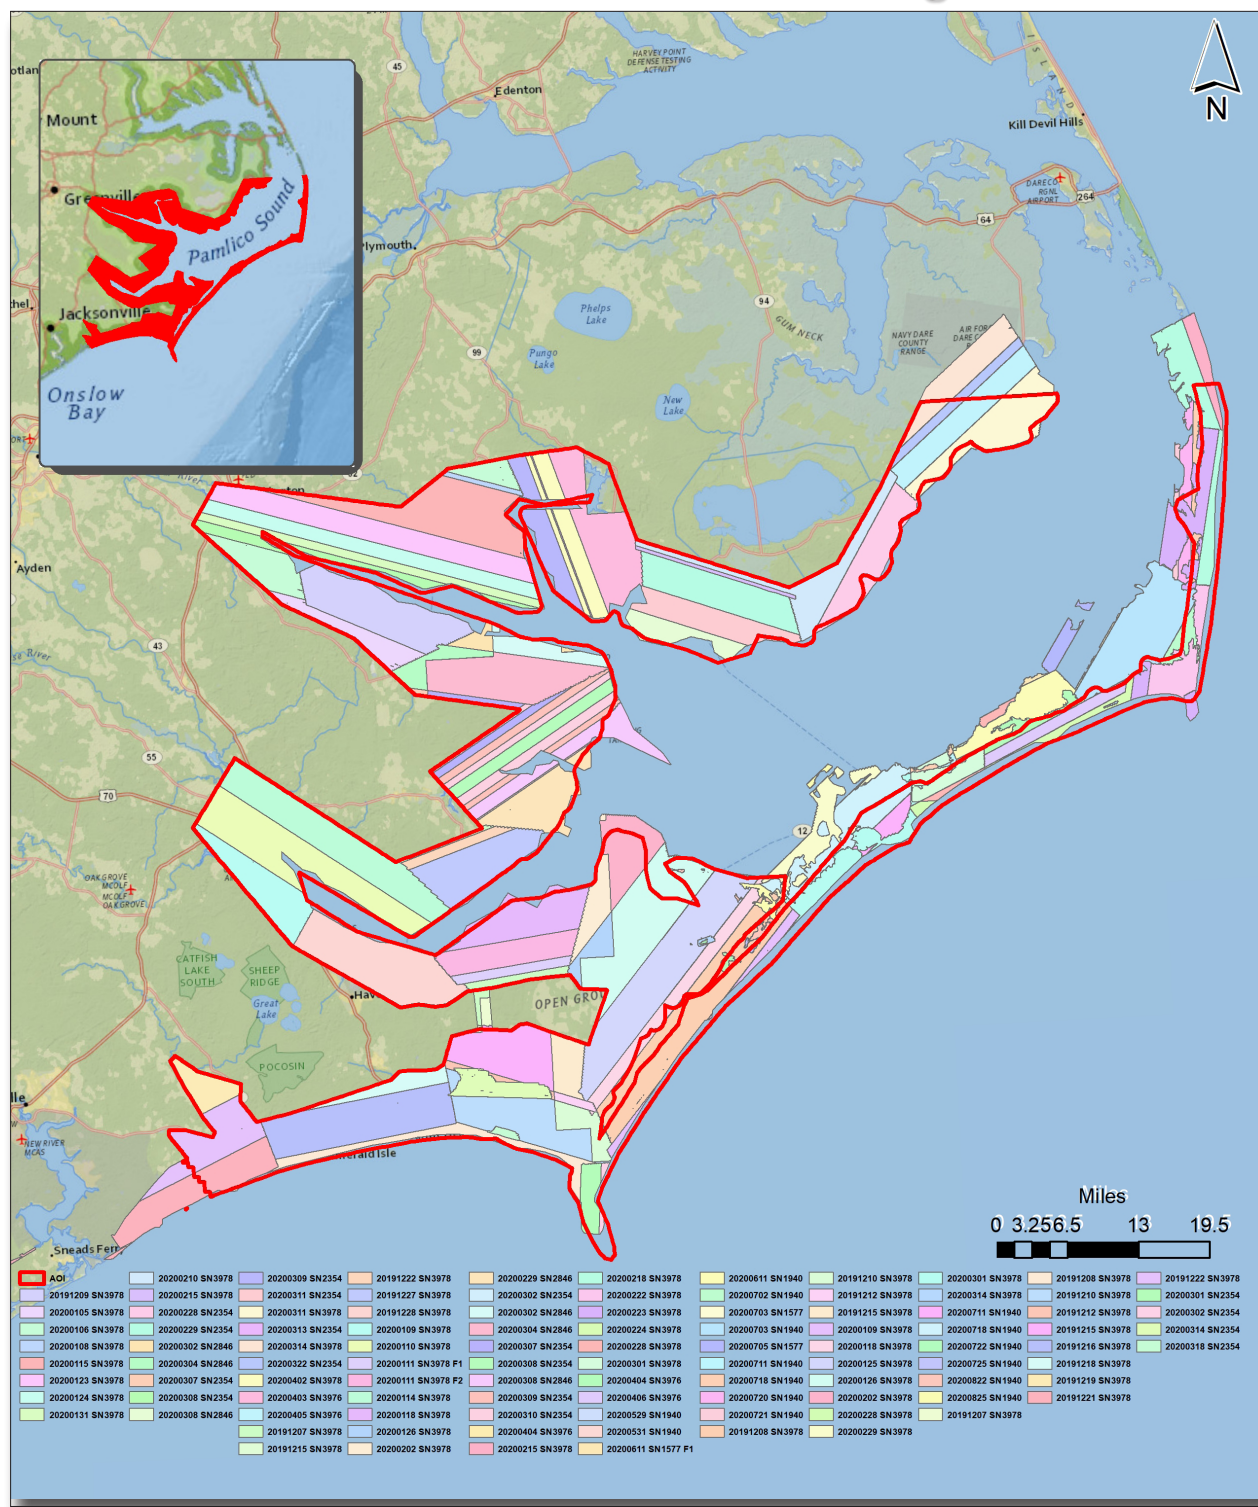 HARVEY POINT
DEFENSE TESTING
ACTIVITY
45
Edenton
ISLAND
N
Kill Devil Hills
DARE CO
RGNL
AIRPORT
264
64
Plymouth
Phelps
Lake
94
GUM NECK
NAVY DARE
COUNTY
RANGE
99
Pungo
Lake
New
Lake
Mount
Greenville
Pamlico Sound
Jacksonville
Onslow
Bay
Ayden
43
55
70
12
OAK GROVE
MCOLF
MCOLF
OAK GROVE
CATFISH
LAKE
SOUTH
SHEEP
RIDGE
Great
Lake
POCOSIN
OPEN GROU
NEW RIVER
MCAS
erald Isle
Sneads Ferr
Miles
0 3.25 6.5 13 19.5
AOI
20191209 SN3978
20200105 SN3978
20200106 SN3978
20200108 SN3978
20200115 SN3978
20200123 SN3978
20200124 SN3978
20200131 SN3978
20200210 SN3978
20200215 SN3978
20200228 SN2354
20200229 SN2354
20200302 SN2846
20200304 SN2846
20200307 SN2354
20200308 SN2354
20200308 SN2846
20200309 SN2354
20200311 SN2354
20200311 SN3978
20200313 SN2354
20200314 SN3978
20200322 SN2354
20200402 SN3978
20200403 SN3976
20200405 SN3976
20191207 SN3978
20191215 SN3978
20191222 SN3978
20191227 SN3978
20191228 SN3978
20200109 SN3978
20200110 SN3978
20200111 SN3978 F1
20200111 SN3978 F2
20200114 SN3978
20200118 SN3978
20200126 SN3978
20200202 SN3978
20200229 SN2846
20200302 SN2354
20200302 SN2846
20200304 SN2846
20200307 SN2354
20200308 SN2354
20200308 SN2846
20200309 SN2354
20200310 SN2354
20200404 SN3976
20200215 SN3978
20200218 SN3978
20200222 SN3978
20200223 SN3978
20200224 SN3978
20200228 SN3978
20200301 SN3978
20200404 SN3976
20200406 SN3976
20200529 SN1940
20200531 SN1940
20200611 SN1577 F1
20200611 SN1940
20200702 SN1940
20200703 SN1577
20200703 SN1940
20200705 SN1577
20200711 SN1940
20200718 SN1940
20200720 SN1940
20200721 SN1940
20191208 SN3978
20191210 SN3978
20191212 SN3978
20191215 SN3978
20200109 SN3978
20200118 SN3978
20200125 SN3978
20200126 SN3978
20200202 SN3978
20200228 SN3978
20200229 SN3978
20200301 SN3978
20200314 SN3978
20200711 SN1940
20200718 SN1940
20200722 SN1940
20200725 SN1940
20200822 SN1940
20200825 SN1940
20191207 SN3978
20191208 SN3978
20191210 SN3978
20191212 SN3978
20191215 SN3978
20191216 SN3978
20191218 SN3978
20191219 SN3978
20191221 SN3978
20191222 SN3978
20200301 SN2354
20200302 SN2354
20200314 SN2354
20200318 SN2354